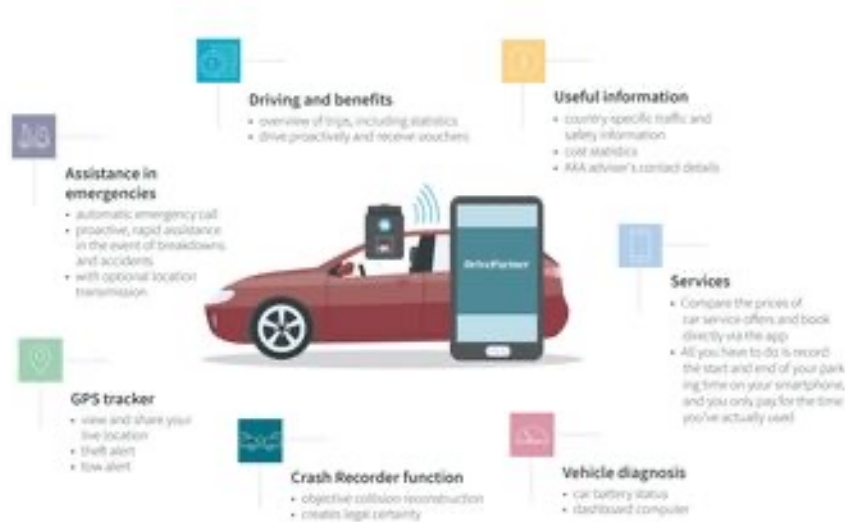 Driving and benefits
• overview of trips, including statistics
• drive proactively and receive vouchers
Useful information
• country-specific traffic and
safety information
• cost statistics
• AXA adviser's contact details
Assistance in
emergencies
• automatic emergency call
• proactive, rapid assistance
in the event of breakdowns
and accidents
• with optional location
transmission
DrivePartner
Services
• Compare the prices of
car service offers and book
directly via the app
• All you have to do is record
the start and end of your park
ing time on your smartphone,
and you only pay for the time
you've actually used
GPS tracker
• view and share your
live location
• theft alert
• tow alert
Crash Recorder function
• objective collision reconstruction
• creates legal certainty
Vehicle diagnosis
• car battery status
• dashboard computer